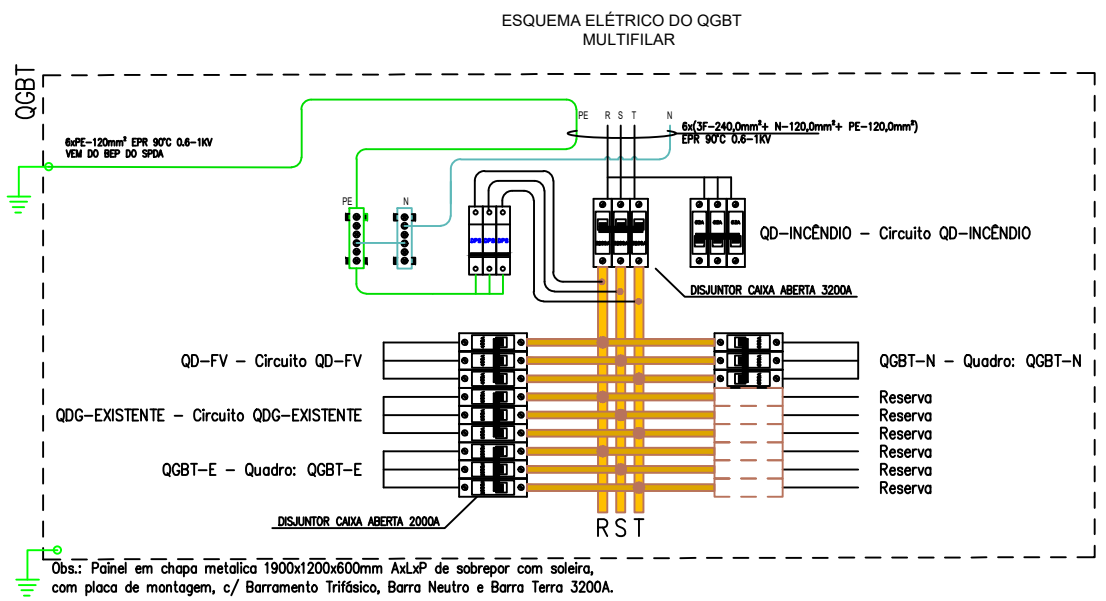 ESQUEMA ELÉTRICO DO QGBT
MULTIFILAR
QGBT
PE
R S T
N
6x(3F-240,0mm²+ N-120,0mm²+ PE-120,0mm²)
EPR 90°C 0.6-1KV
6xPE-120mm² EPR 90°C 0.6-1KV
VEM DO BEP DO SPDA
PE
N
DPS DPS DPS
QD-INCÊNDIO - Circuito QD-INCÊNDIO
DISJUNTOR CAIXA ABERTA 3200A
QD-FV - Circuito QD-FV
QGBT-N - Quadro: QGBT-N
QDG-EXISTENTE - Circuito QDG-EXISTENTE
Reserva
Reserva
Reserva
QGBT-E - Quadro: QGBT-E
Reserva
Reserva
Reserva
DISJUNTOR CAIXA ABERTA 2000A
R S T
Obs.: Painel em chapa metalica 1900x1200x600mm AxLxP de sobrepor com soleira,
com placa de montagem, c/ Barramento Trifásico, Barra Neutro e Barra Terra 3200A.